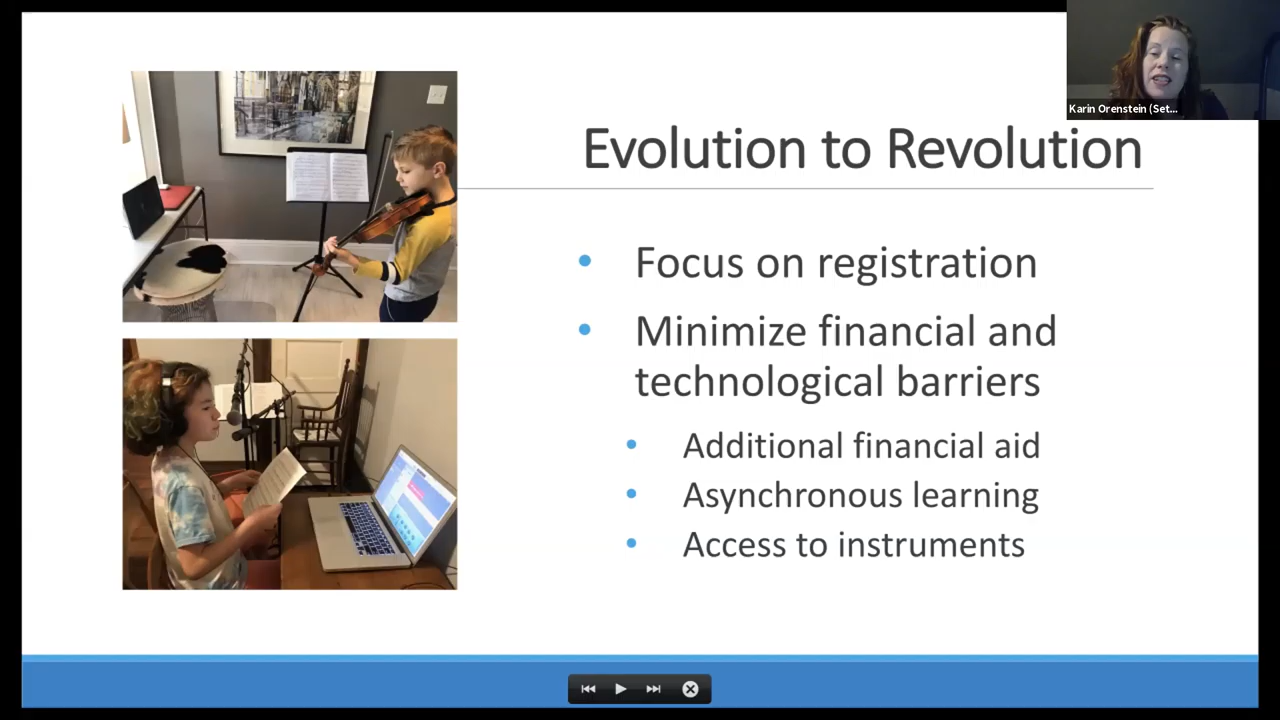 Karin Orenstein (Set...
Evolution to Revolution
• Focus on registration
• Minimize financial and
technological barriers
• Additional financial aid
• Asynchronous learning
• Access to instruments